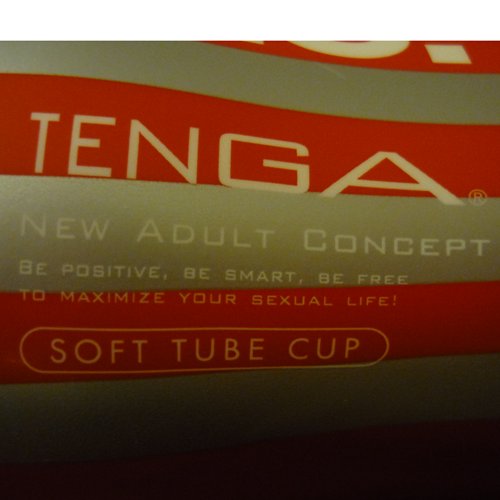 TENGA®
NEW ADULT CONCEPT
BE POSITIVE, BE SMART, BE FREE
TO MAXIMIZE YOUR SEXUAL LIFE!
SOFT TUBE CUP